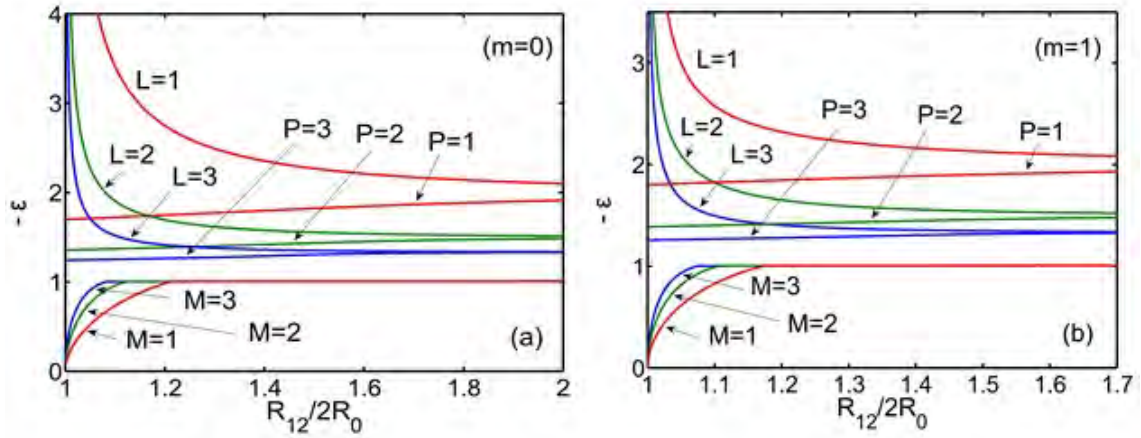 4
3
2
1
0
- ε
(m=0)
L=1
L=2
L=3
P=3
P=2
P=1
M=3
M=2
M=1
(a)
1 1.2 1.4 1.6 1.8 2
R12/2R0
3
2
1
0
- ε
(m=1)
L=1
L=2
L=3
P=3
P=2
P=1
M=3
M=2
M=1
(b)
1 1.1 1.2 1.3 1.4 1.5 1.6 1.7
R12/2R0